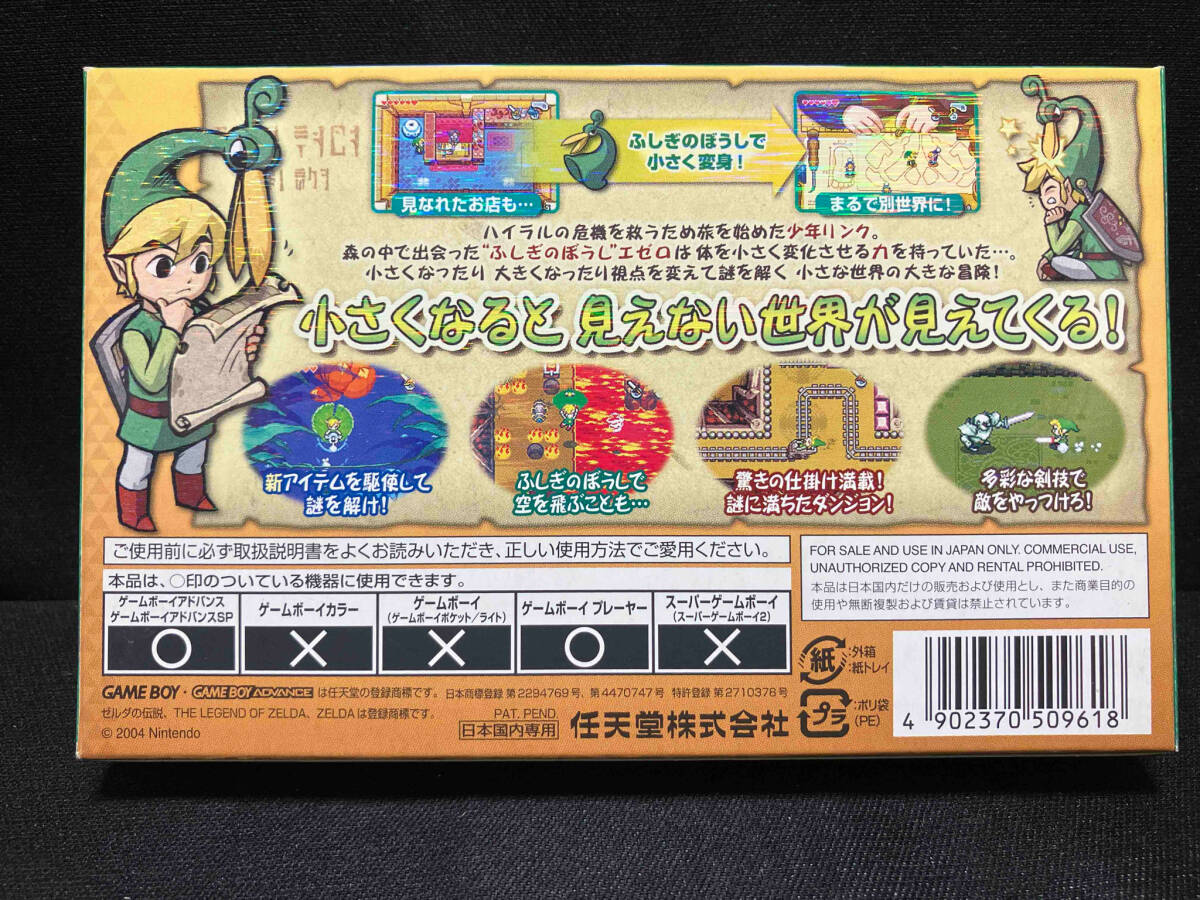 ふしぎのぼうしで
小さく変身！
見なれたお店も…
まるで別世界に！
ハイラルの危機を救うため旅を始めた少年リンク。
森の中で出会った“ふしぎのぼうし”エゼロは 体を小さく変化させる力を持っていた…。
小さくなったり 大きくなったり視点を変えて謎を解く 小さな世界の大きな冒険！
小さくなると 見えない世界が見えてくる！
新アイテムを駆使して
謎を解け！
ふしぎのぼうしで
空を飛ぶことも…
驚きの仕掛け満載！
謎に満ちたダンジョン！
多彩な剣技で
敵をやっつけろ！
ご使用前に必ず取扱説明書をよくお読みいただき、正しい使用方法でご愛用ください。
本品は、○印のついている機器に使用できます。
ゲームボーイアドバンス
ゲームボーイアドバンスSP
ゲームボーイカラー
ゲームボーイ
（ゲームボーイポケット/ライト）
ゲームボーイ プレーヤー
スーパーゲームボーイ
（スーパーゲームボーイ2）
○ × × ○ ×
FOR SALE AND USE IN JAPAN ONLY. COMMERCIAL USE,
UNAUTHORIZED COPY AND RENTAL PROHIBITED.
本品は日本国内だけの販売および使用とし、また商業目的の
使用や無断複製および賃貸は禁止されています。
GAME BOY・GAME BOY ADVANCE は任天堂の登録商標です。 日本商標登録 第2294769号、第4470747号 特許登録 第2710376号
ゼルダの伝説、THE LEGEND OF ZELDA、ZELDAは登録商標です。
© 2004 Nintendo
PAT. PEND.
日本国内専用
任天堂株式会社
紙
:外箱
:紙トレイ
プラ
:ポリ袋
(PE)
4 902370 509618